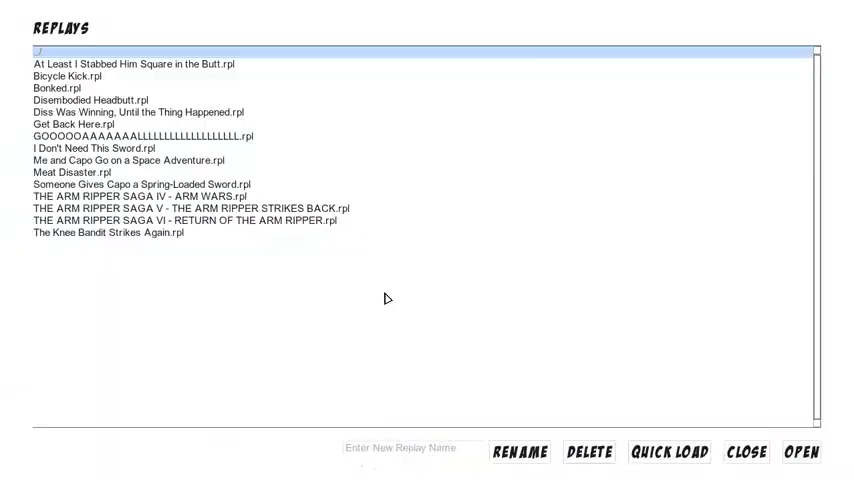 REPLAYS
../
At Least I Stabbed Him Square in the Butt.rpl
Bicycle Kick.rpl
Bonked.rpl
Disembodied Headbutt.rpl
Diss Was Winning, Until the Thing Happened.rpl
Get Back Here.rpl
GOOOOOAAAAAAALLLLLLLLLLLLLLLLLLL.rpl
I Don't Need This Sword.rpl
Me and Capo Go on a Space Adventure.rpl
Meat Disaster.rpl
Someone Gives Capo a Spring-Loaded Sword.rpl
THE ARM RIPPER SAGA IV - ARM WARS.rpl
THE ARM RIPPER SAGA V - THE ARM RIPPER STRIKES BACK.rpl
THE ARM RIPPER SAGA VI - RETURN OF THE ARM RIPPER.rpl
The Knee Bandit Strikes Again.rpl
Enter New Replay Name RENAME DELETE QUICK LOAD CLOSE OPEN